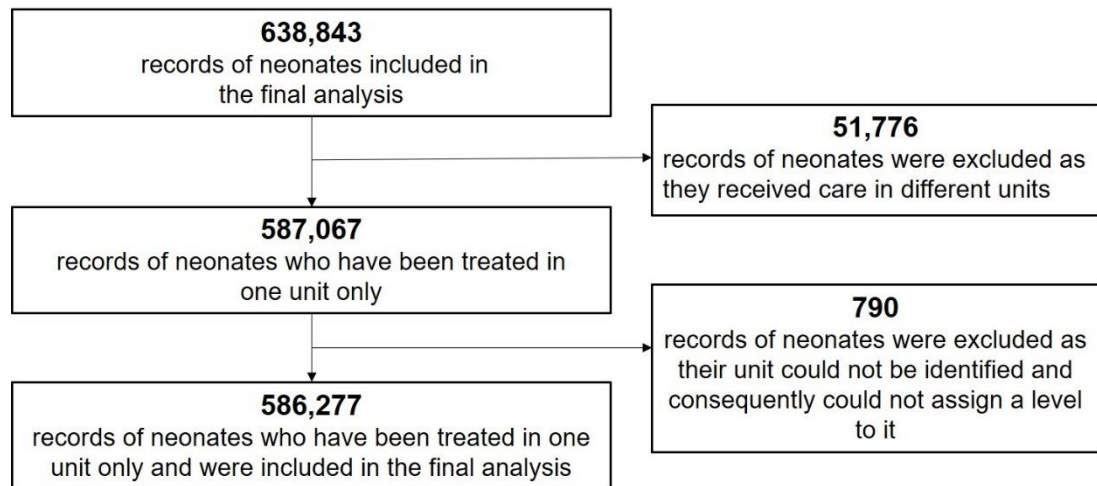 638,843
records of neonates included in
the final analysis
51,776
records of neonates were excluded as
they received care in different units
587,067
records of neonates who have been treated in
one unit only
790
records of neonates were excluded as
their unit could not be identified and
consequently could not assign a level
to it
586,277
records of neonates who have been treated in one
unit only and were included in the final analysis